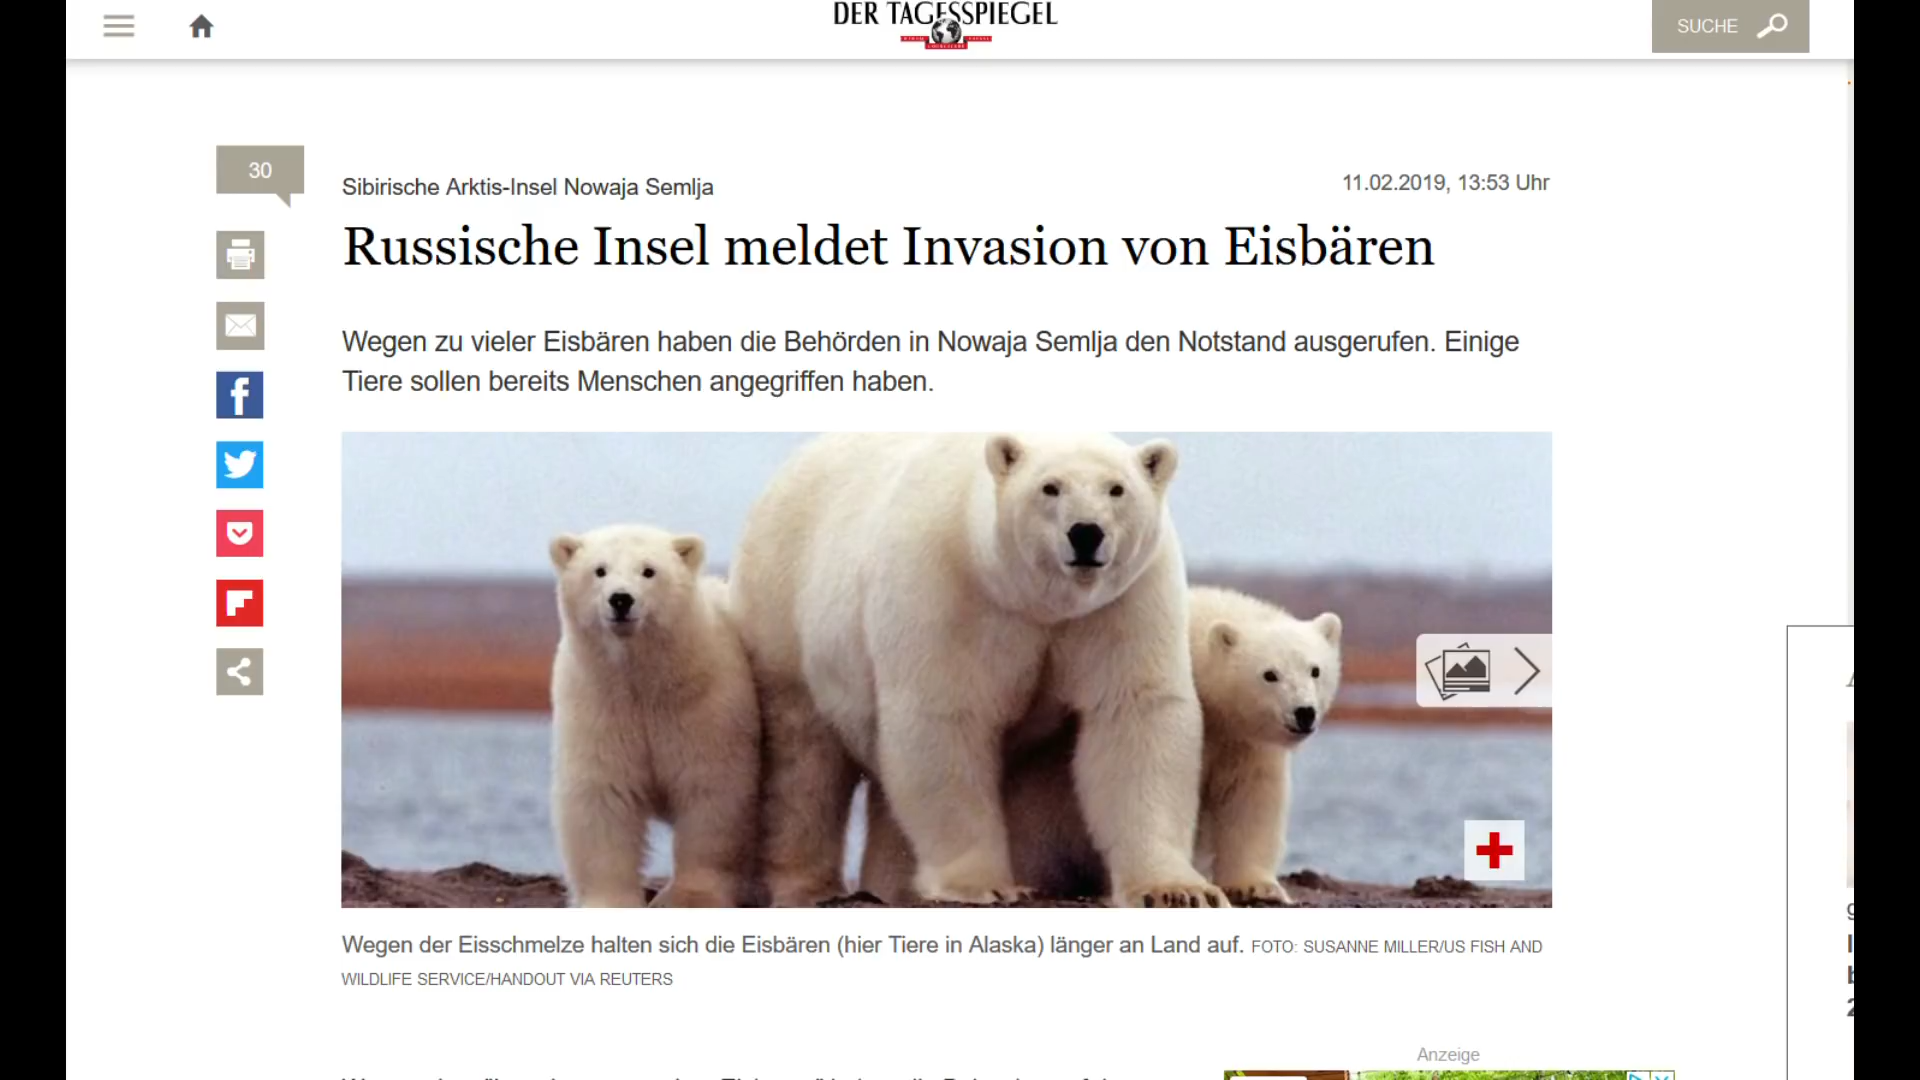 DER TAGESSPIEGEL
SUCHE
30
Sibirische Arktis-Insel Nowaja Semlja
11.02.2019, 13:53 Uhr
Russische Insel meldet Invasion von Eisbären
Wegen zu vieler Eisbären haben die Behörden in Nowaja Semlja den Notstand ausgerufen. Einige
Tiere sollen bereits Menschen angegriffen haben.
Wegen der Eisschmelze halten sich die Eisbären (hier Tiere in Alaska) länger an Land auf. FOTO: SUSANNE MILLER/US FISH AND
WILDLIFE SERVICE/HANDOUT VIA REUTERS
Anzeige